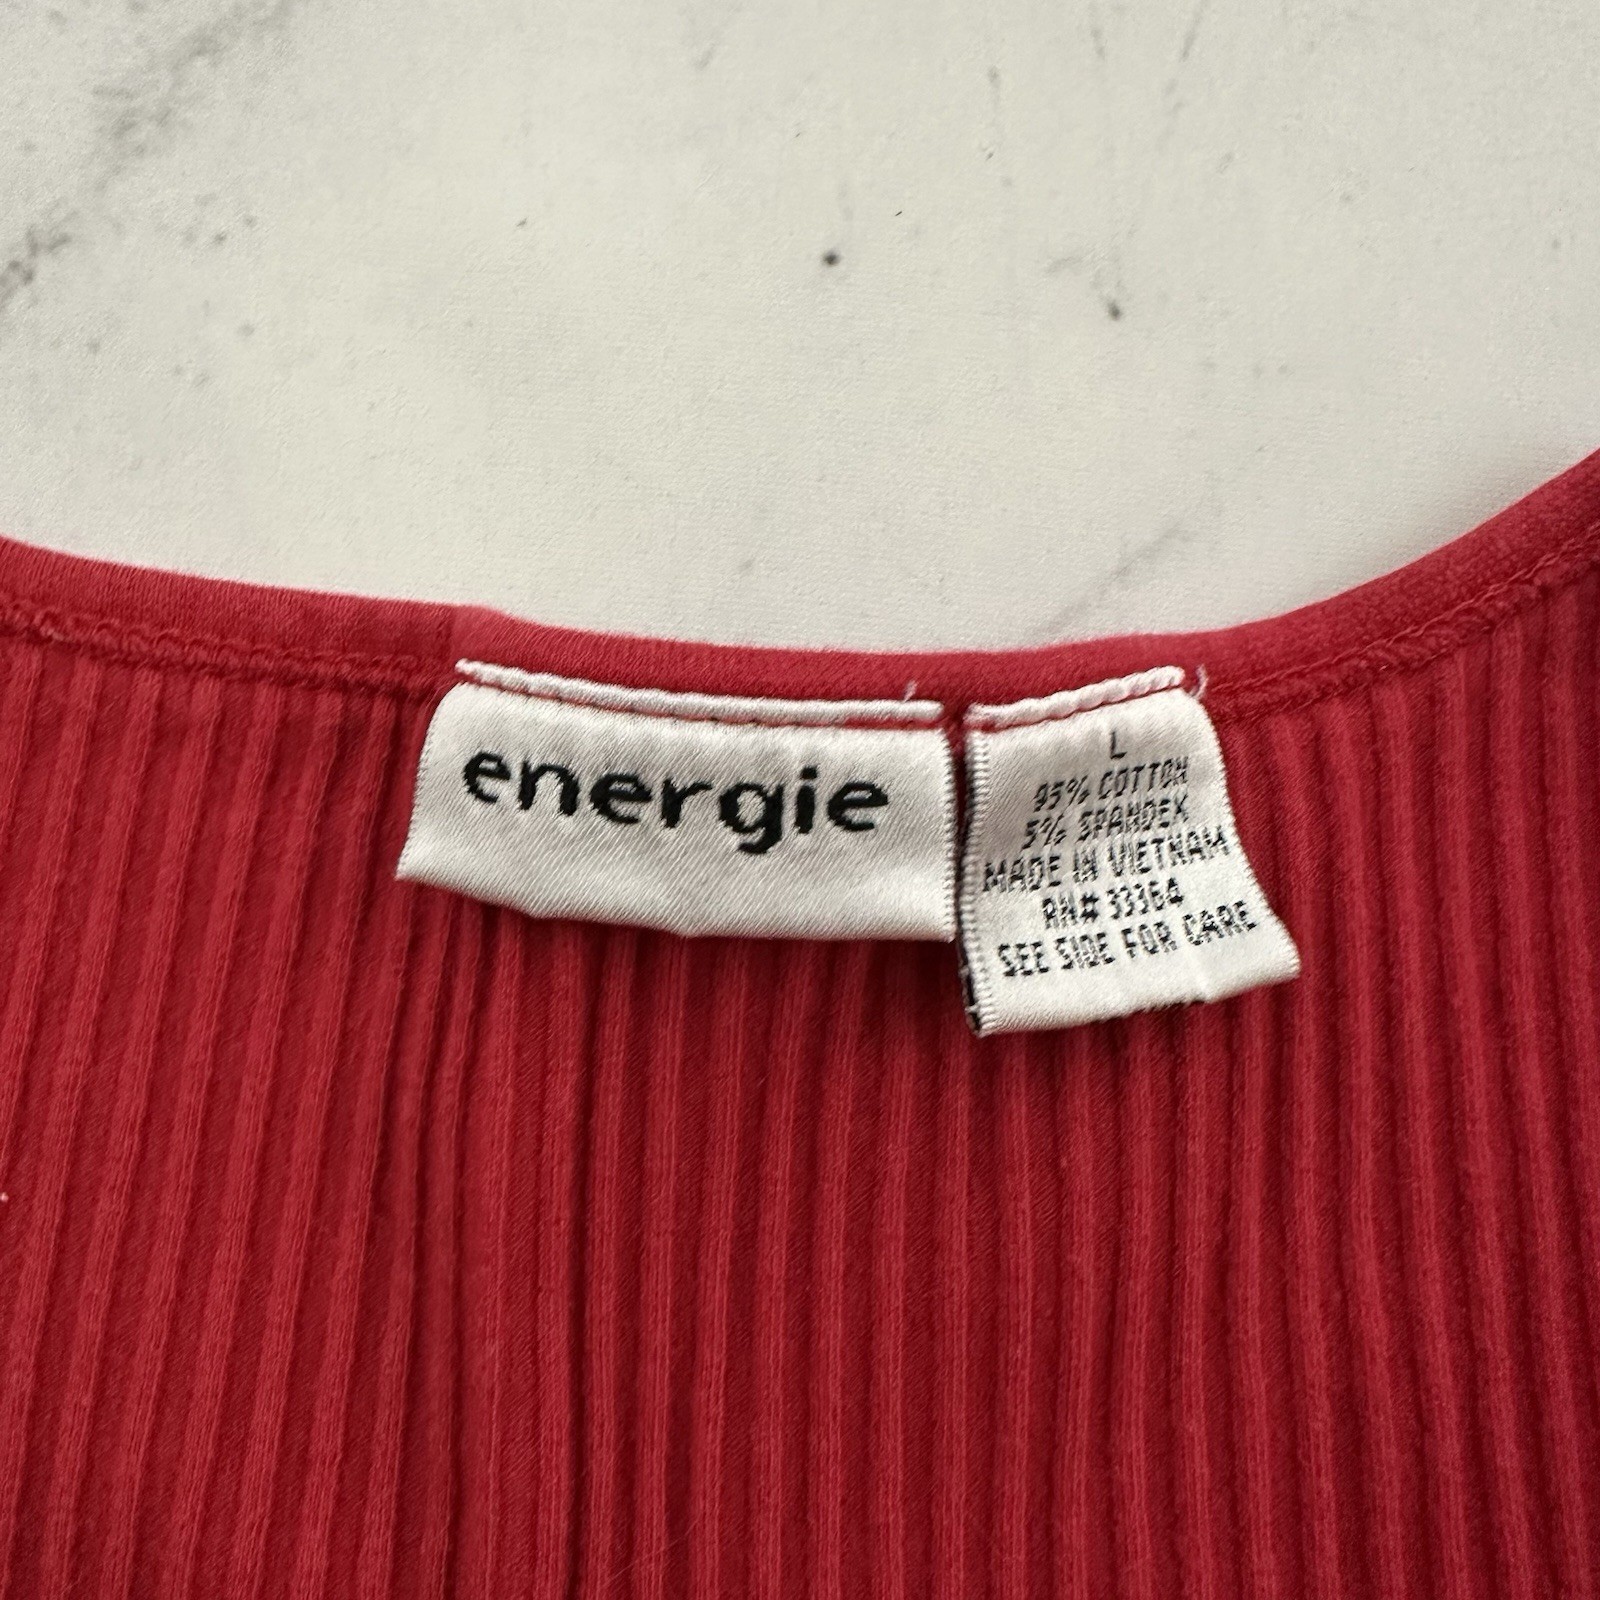 energie
L
95% COTTON
5% SPANDEX
MADE IN VIETNAM
RN# 33364
SEE SIDE FOR CARE